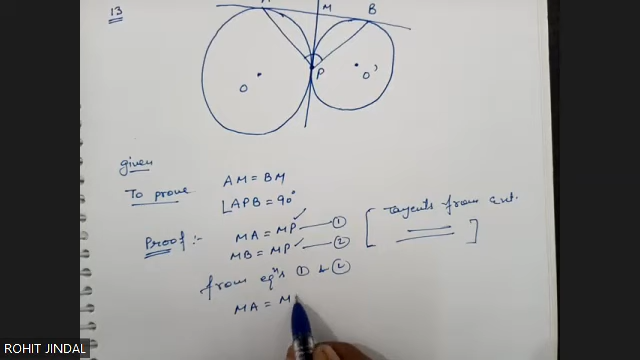 13
M
B
P
O
O'
given
To prove AM = BM
∠APB = 90°
Proof :- MA = MP ✓ ①
MB = MP ✓ ②
[ Tangents from ext. ]
from eqⁿs ① & ②
MA = M
ROHIT JINDAL